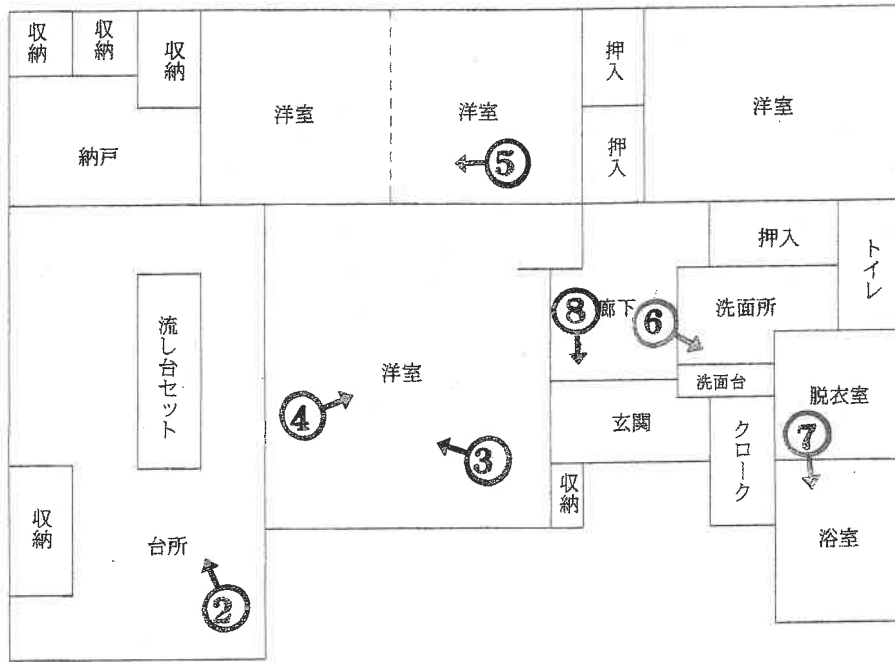 収納
収納
収納
洋室
洋室
押入
押入
洋室
納戸
⑤
押入
トイレ
流し台セット
洋室
⑧
廊下
⑥
洗面所
洗面台
脱衣室
④
③
玄関
クローク
⑦
収納
収納
台所
②
浴室